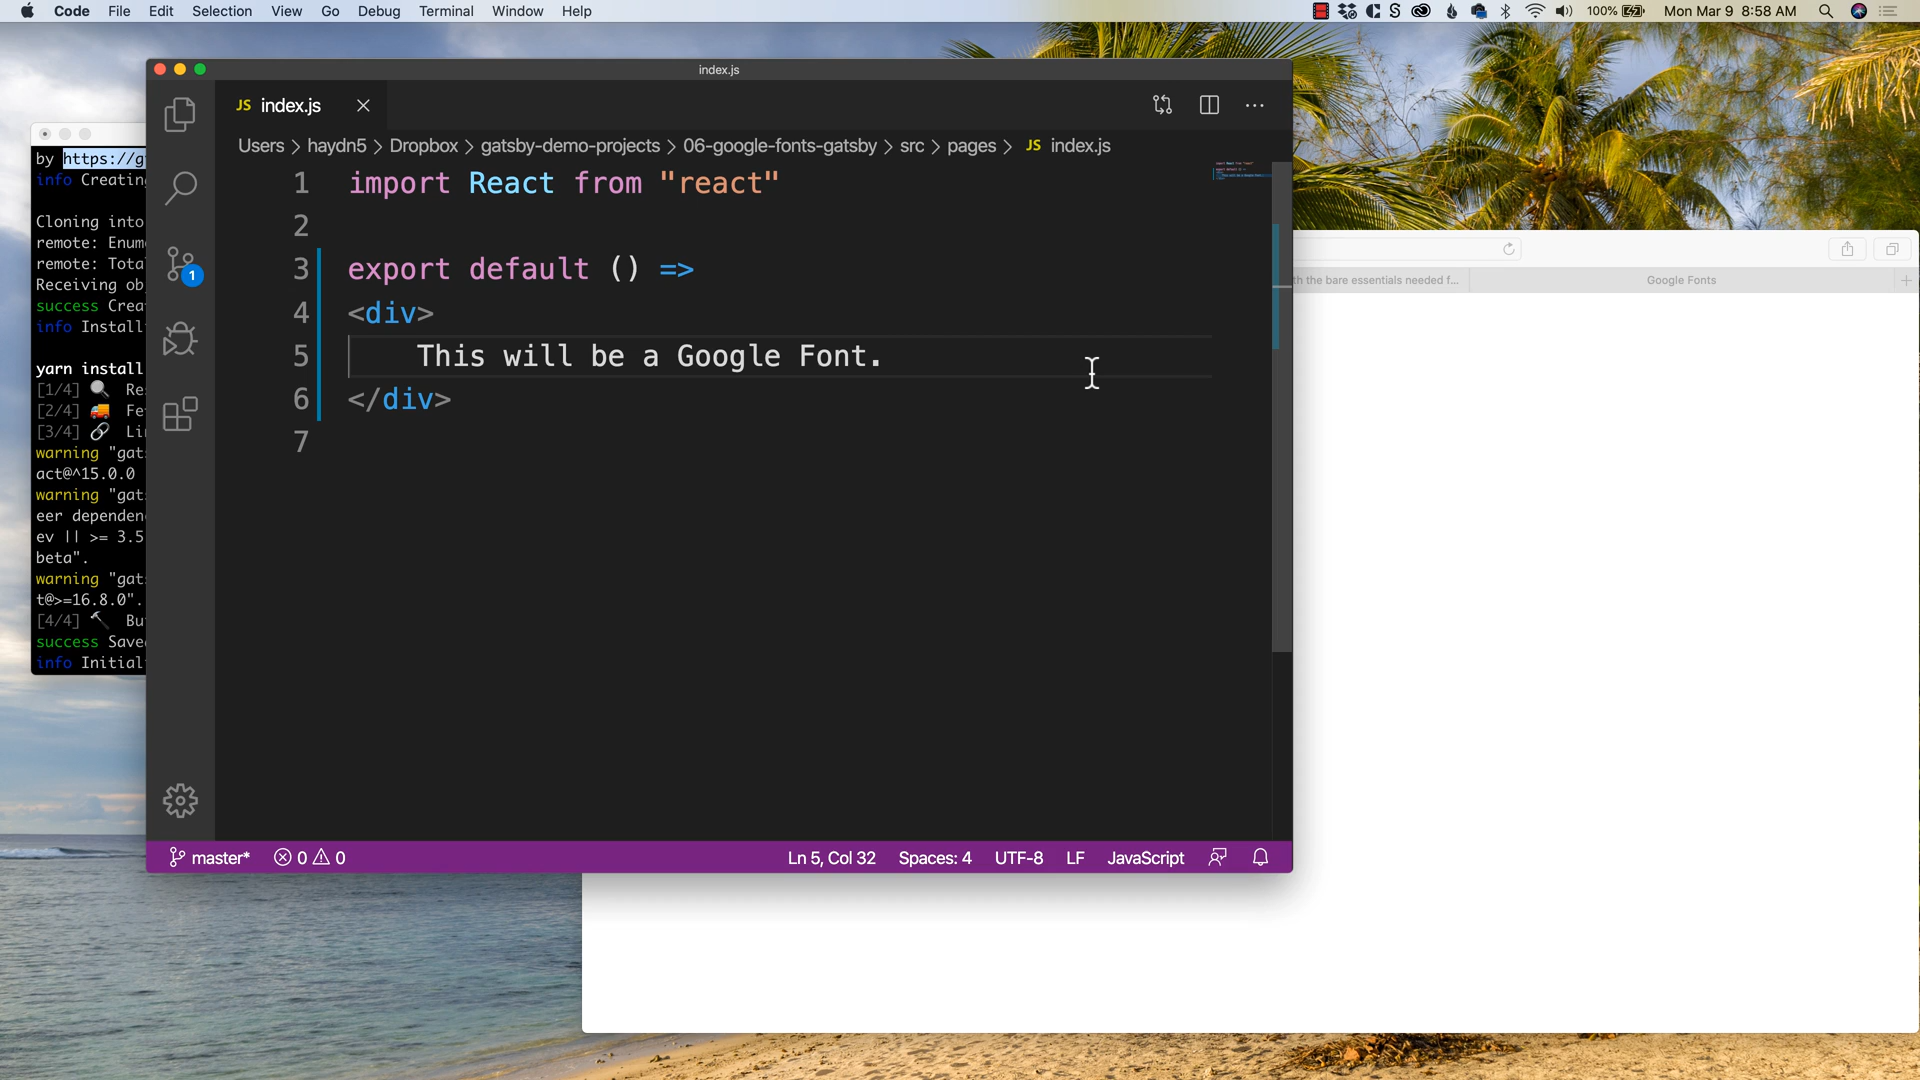 Code File Edit Selection View Go Debug Terminal Window Help
100% Mon Mar 9 8:58 AM
index.js
JS index.js
Users > haydn5 > Dropbox > gatsby-demo-projects > 06-google-fonts-gatsby > src > pages > JS index.js
1 import React from "react"
2
3 export default () =>
4 <div>
5 This will be a Google Font.
6 </div>
7
master* 0 0 Ln 5, Col 32 Spaces: 4 UTF-8 LF JavaScript
1
by https://g
info Creating
Cloning into
remote: Enum
remote: Tota
Receiving ob
success Crea
info Install
yarn install
[1/4] Re
[2/4] Fe
[3/4] Li
warning "gat
act@^15.0.0
warning "gat
eer dependen
ev || >= 3.5
beta".
warning "gat
t@>=16.8.0".
[4/4] Bu
success Save
info Initial
th the bare essentials needed f...
Google Fonts